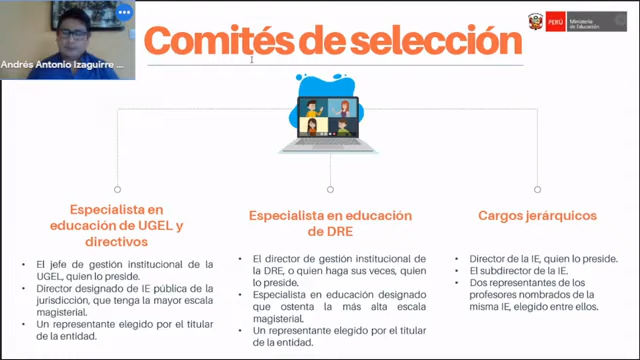 Andrés Antonio Izaguirre ...
Comités de selección
PERÚ
Ministerio
de Educación
Especialista en
educación de UGEL y
directivos
• El jefe de gestión institucional de la
UGEL, quien lo preside.
• Director designado de IE pública de la
jurisdicción, que tenga la mayor escala
magisterial.
• Un representante elegido por el titular
de la entidad.
Especialista en educación
de DRE
• El director de gestión institucional de
la DRE, o quien haga sus veces, quien
lo preside.
• Especialista en educación designado
que ostenta la más alta escala
magisterial.
• Un representante elegido por el titular
de la entidad.
Cargos jerárquicos
• Director de la IE, quien lo preside.
• El subdirector de la IE.
• Dos representantes de los
profesores nombrados de la
misma IE, elegido entre ellos.